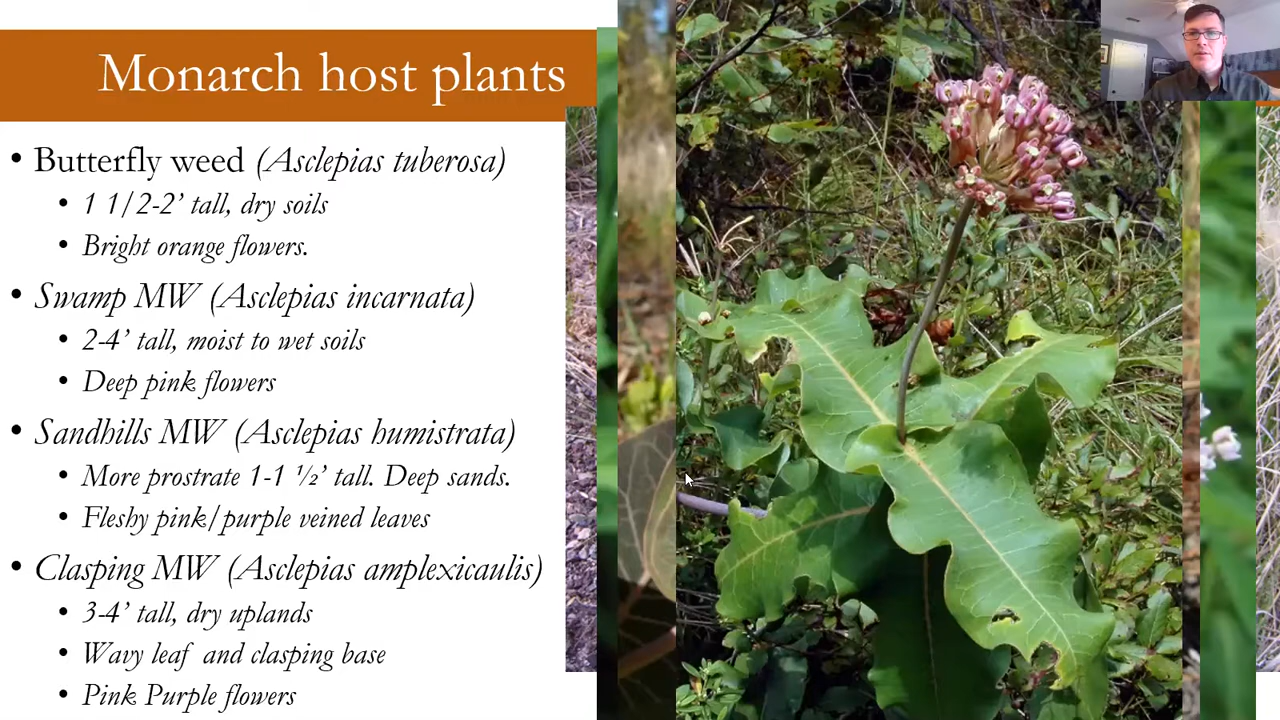 Monarch host plants
• Butterfly weed (Asclepias tuberosa)
• 1 1/2-2’ tall, dry soils
• Bright orange flowers.
• Swamp MW (Asclepias incarnata)
• 2-4’ tall, moist to wet soils
• Deep pink flowers
• Sandhills MW (Asclepias humistrata)
• More prostrate 1-1 ½’ tall. Deep sands.
• Fleshy pink/purple veined leaves
• Clasping MW (Asclepias amplexicaulis)
• 3-4’ tall, dry uplands
• Wavy leaf and clasping base
• Pink Purple flowers